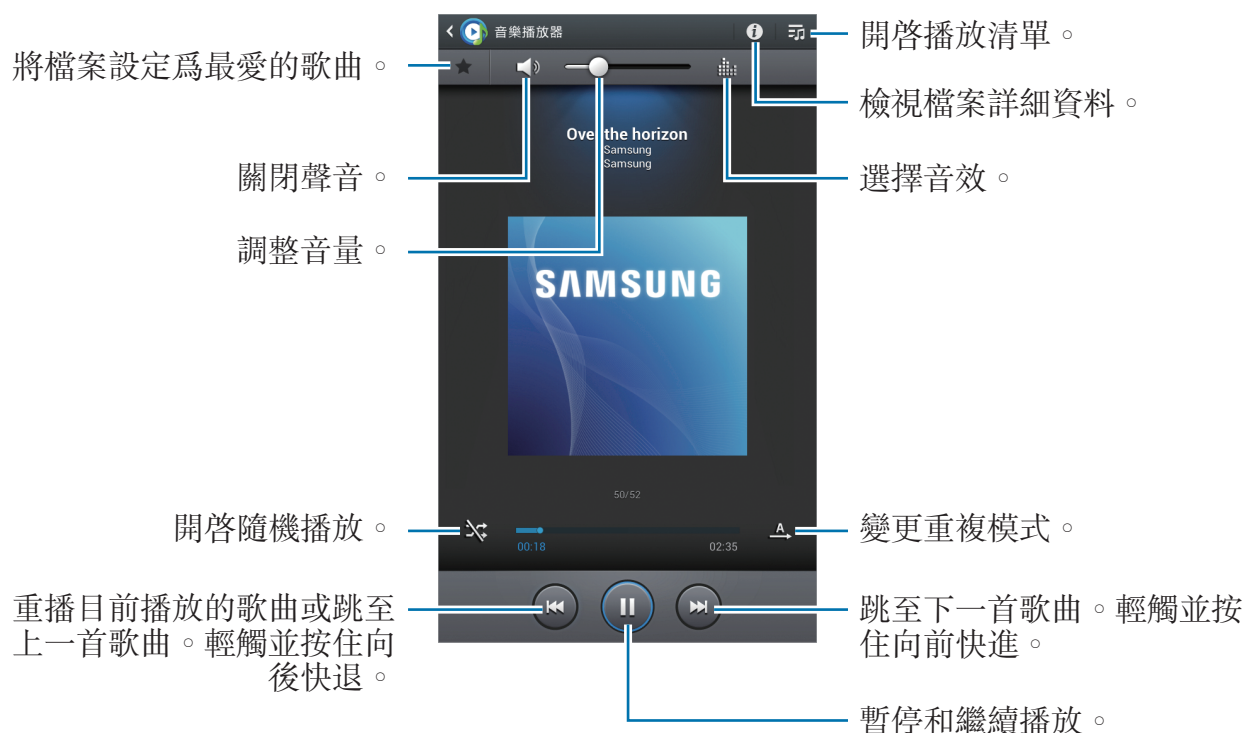 音樂播放器
開啓播放清單。
將檔案設定爲最愛的歌曲。
檢視檔案詳細資料。
Over the horizon
Samsung
Samsung
關閉聲音。
選擇音效。
調整音量。
SAMSUNG
50/52
開啓隨機播放。
A
變更重複模式。
00:18
02:35
重播目前播放的歌曲或跳至
上一首歌曲。輕觸並按住向
後快退。
跳至下一首歌曲。輕觸並按
住向前快進。
暫停和繼續播放。